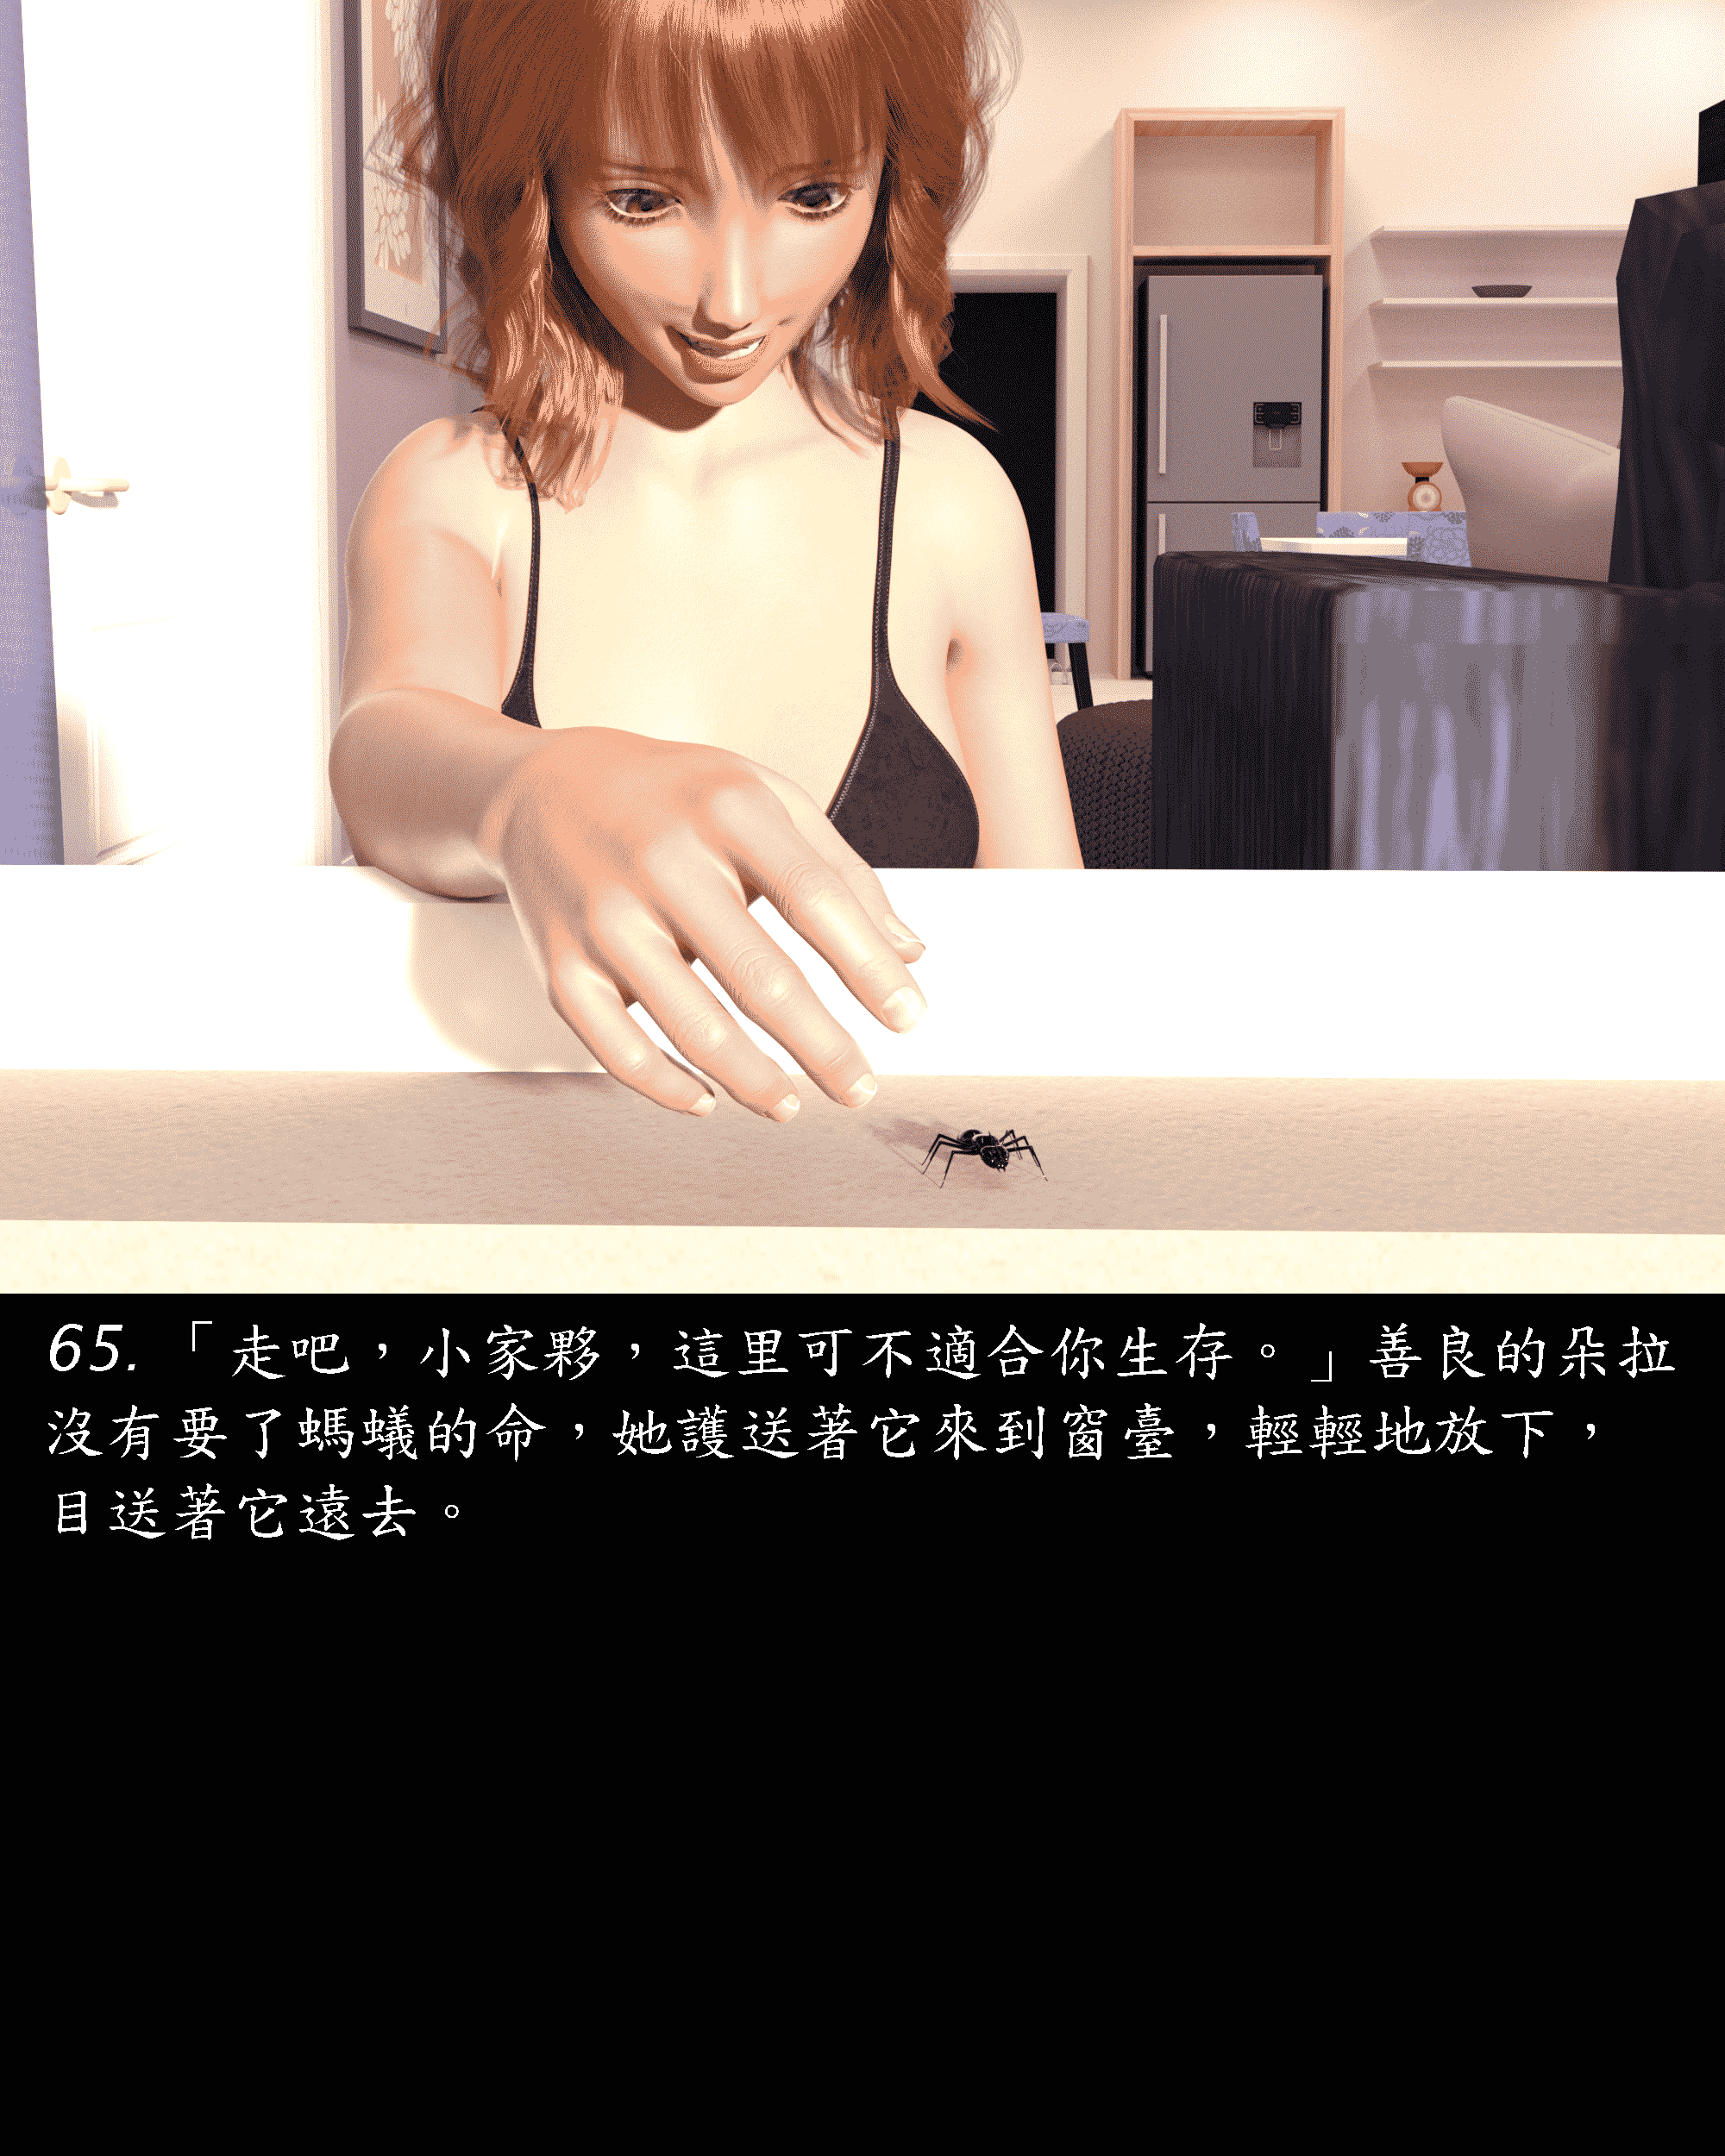 65.「走吧，小家夥，這里可不適合你生存。」善良的朵拉
沒有要了螞蟻的命，她護送著它來到窗臺，輕輕地放下，
目送著它遠去。